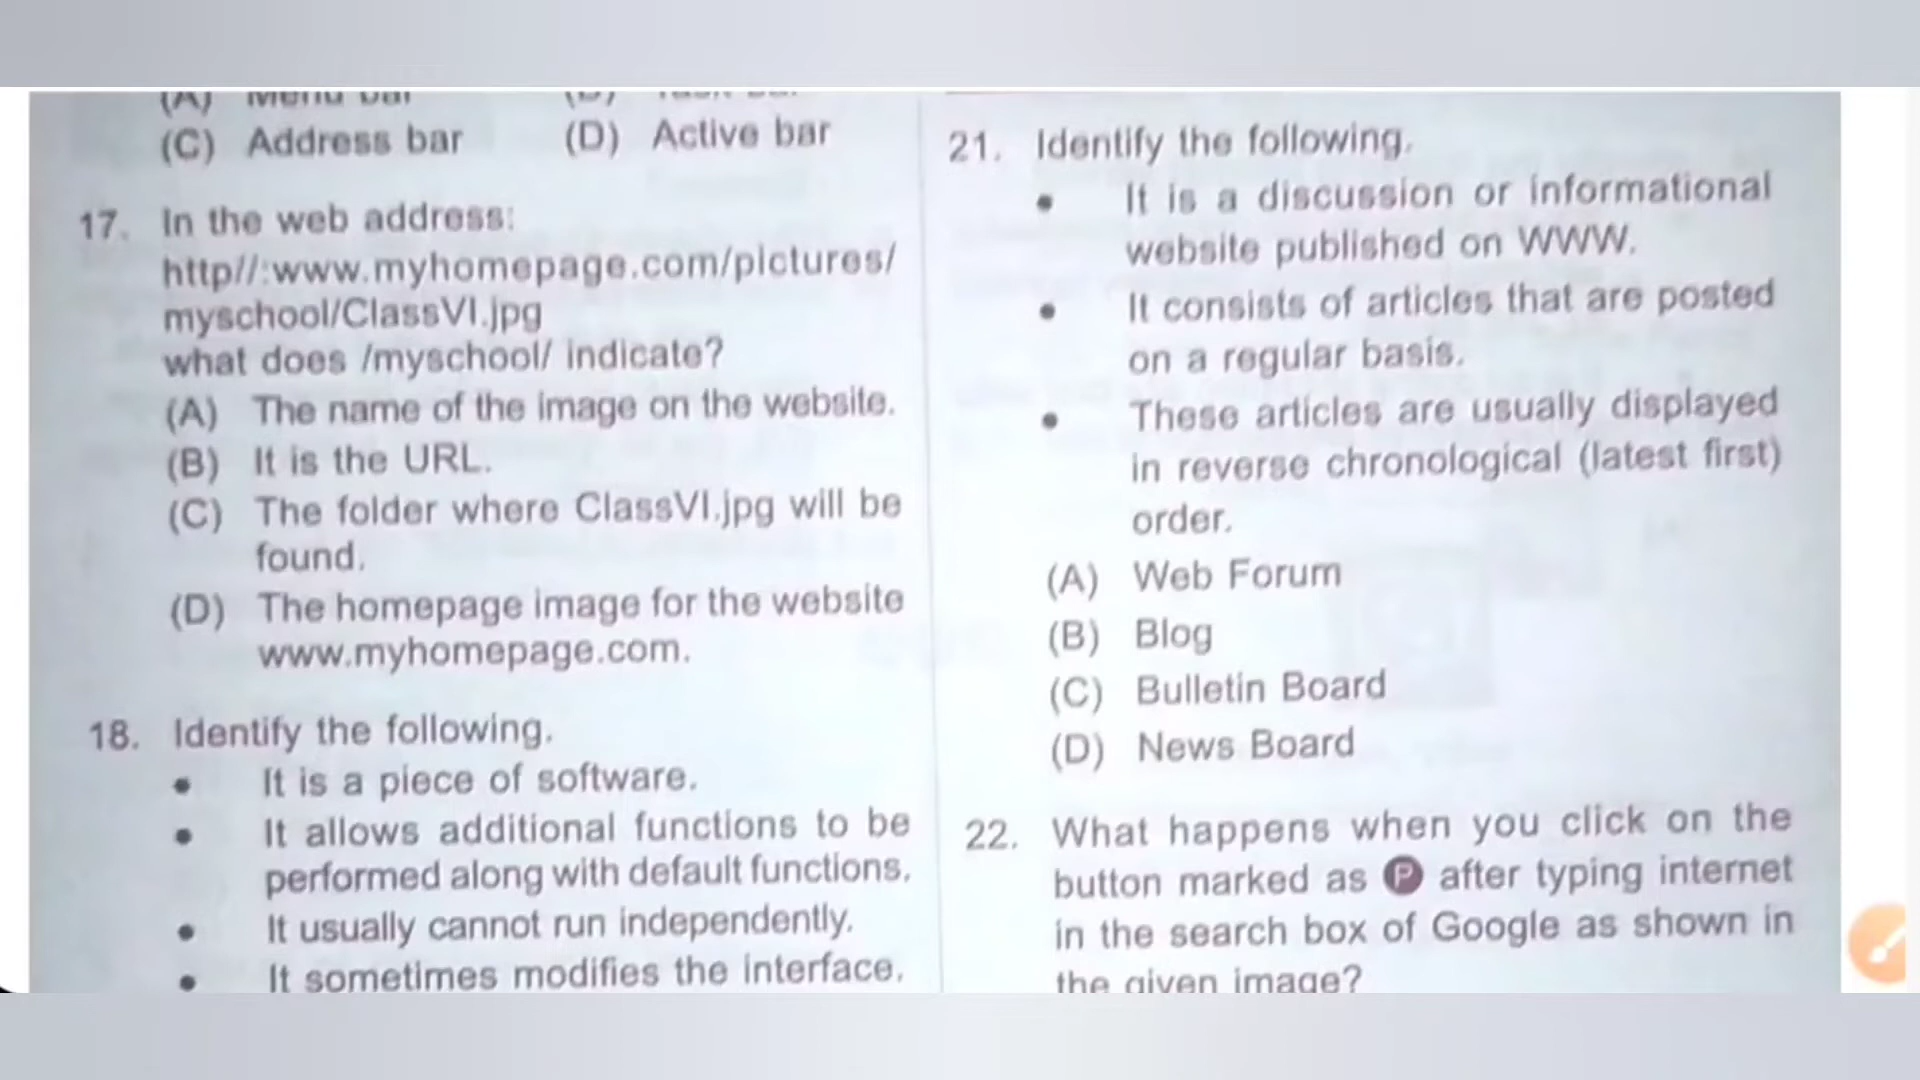 (A) Menu bar
(C) Address bar (D) Active bar
17. In the web address:
http//:www.myhomepage.com/pictures/
myschool/ClassVI.jpg
what does /myschool/ indicate?
(A) The name of the image on the website.
(B) It is the URL.
(C) The folder where ClassVI.jpg will be
found.
(D) The homepage image for the website
www.myhomepage.com.
18. Identify the following.
• It is a piece of software.
• It allows additional functions to be
performed along with default functions.
• It usually cannot run independently.
• It sometimes modifies the interface.
21. Identify the following.
• It is a discussion or informational
website published on WWW.
• It consists of articles that are posted
on a regular basis.
• These articles are usually displayed
in reverse chronological (latest first)
order.
(A) Web Forum
(B) Blog
(C) Bulletin Board
(D) News Board
22. What happens when you click on the
button marked as P after typing internet
in the search box of Google as shown in
the given image?